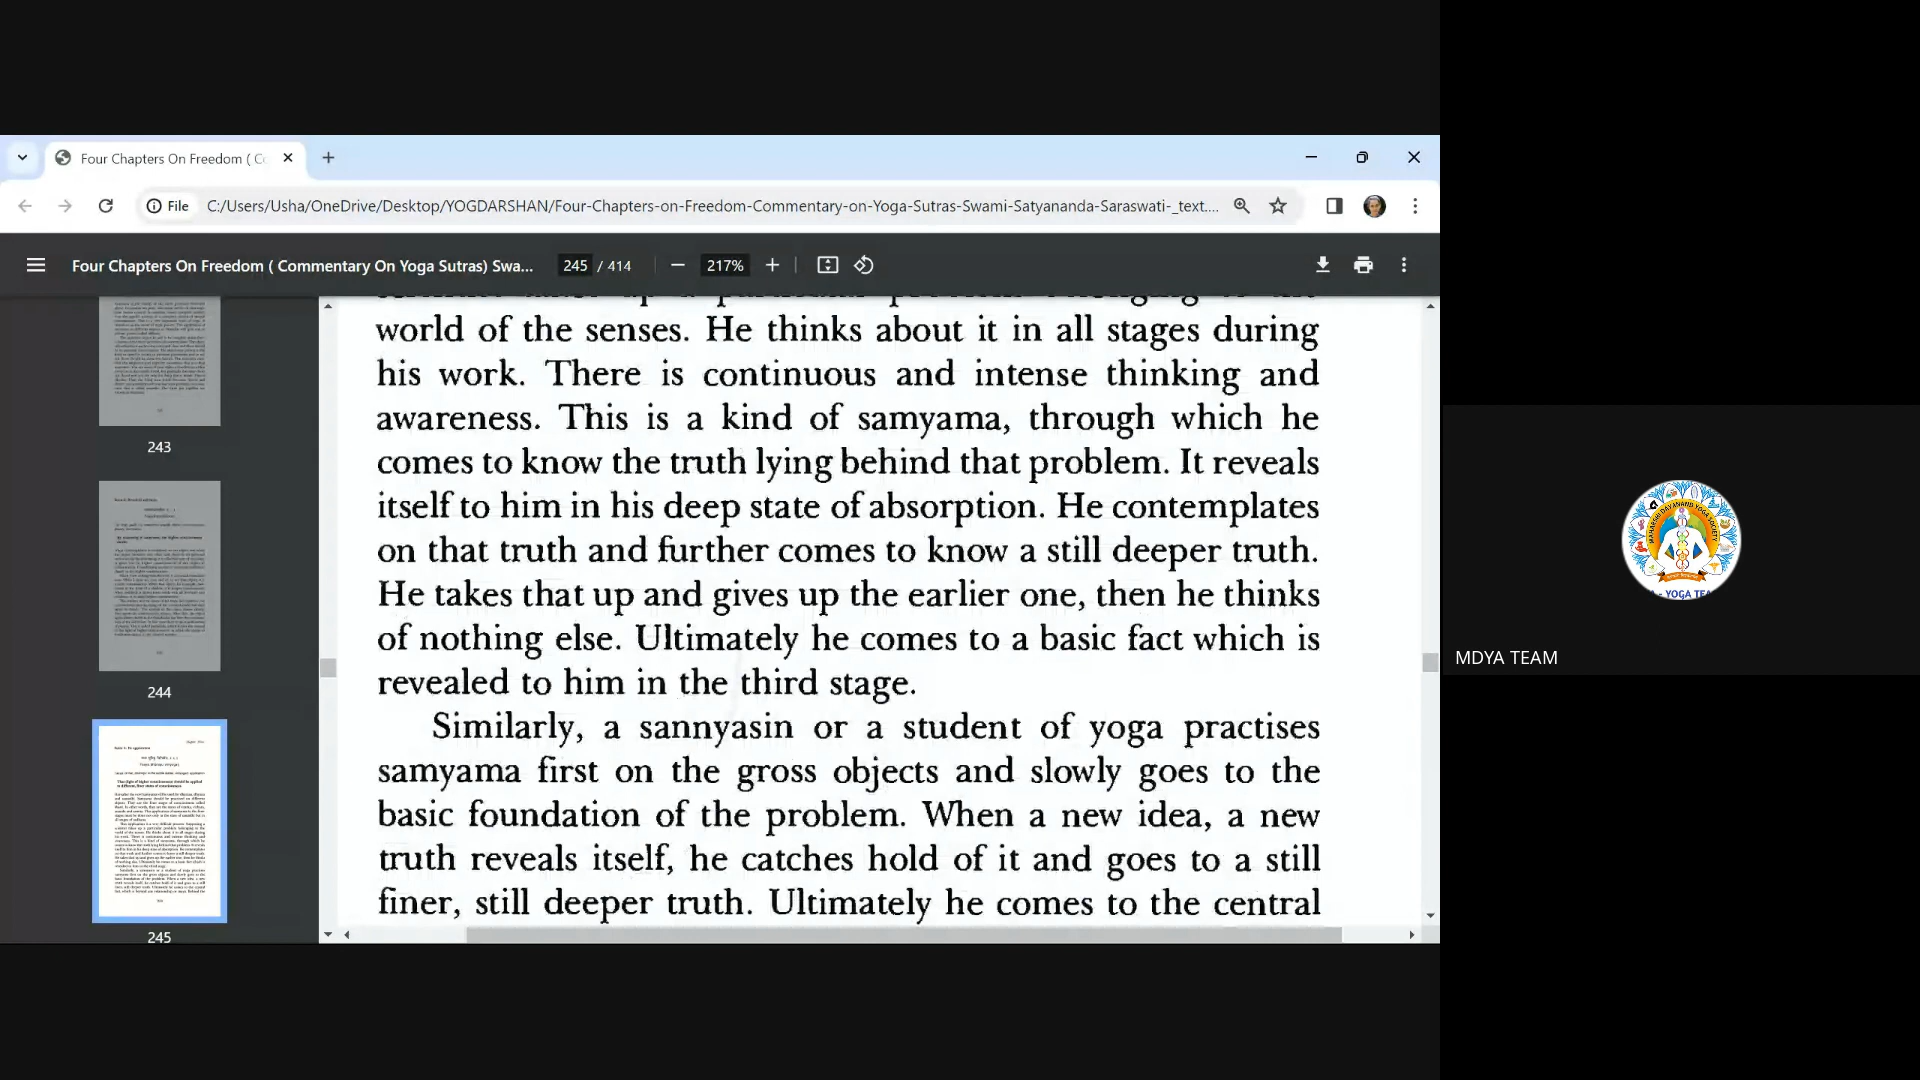 Four Chapters On Freedom ( Co
File
C:/Users/Usha/OneDrive/Desktop/YOGDARSHAN/Four-Chapters-on-Freedom-Commentary-on-Yoga-Sutras-Swami-Satyananda-Saraswati-_text....
Four Chapters On Freedom ( Commentary On Yoga Sutras) Swa...
245 / 414
217%
243
244
245
world of the senses. He thinks about it in all stages during
his work. There is continuous and intense thinking and
awareness. This is a kind of samyama, through which he
comes to know the truth lying behind that problem. It reveals
itself to him in his deep state of absorption. He contemplates
on that truth and further comes to know a still deeper truth.
He takes that up and gives up the earlier one, then he thinks
of nothing else. Ultimately he comes to a basic fact which is
revealed to him in the third stage.
Similarly, a sannyasin or a student of yoga practises
samyama first on the gross objects and slowly goes to the
basic foundation of the problem. When a new idea, a new
truth reveals itself, he catches hold of it and goes to a still
finer, still deeper truth. Ultimately he comes to the central
MAHARSHI DAYANAND YOGA SOCIETY
- YOGA TEA
MDYA TEAM